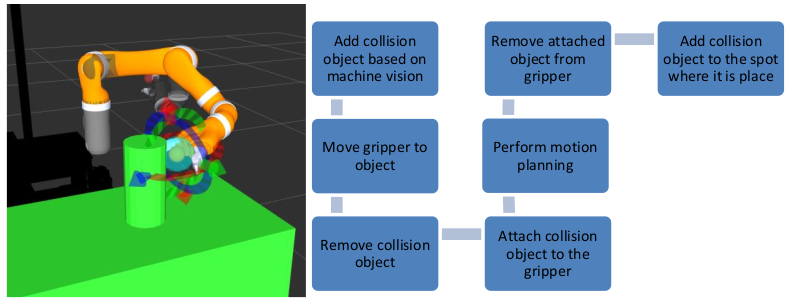 Add collision
object based on
machine vision
Move gripper to
object
Remove collision
object
Attach collision
object to the
gripper
Perform motion
planning
Remove attached
object from
gripper
Add collision
object to the spot
where it is place